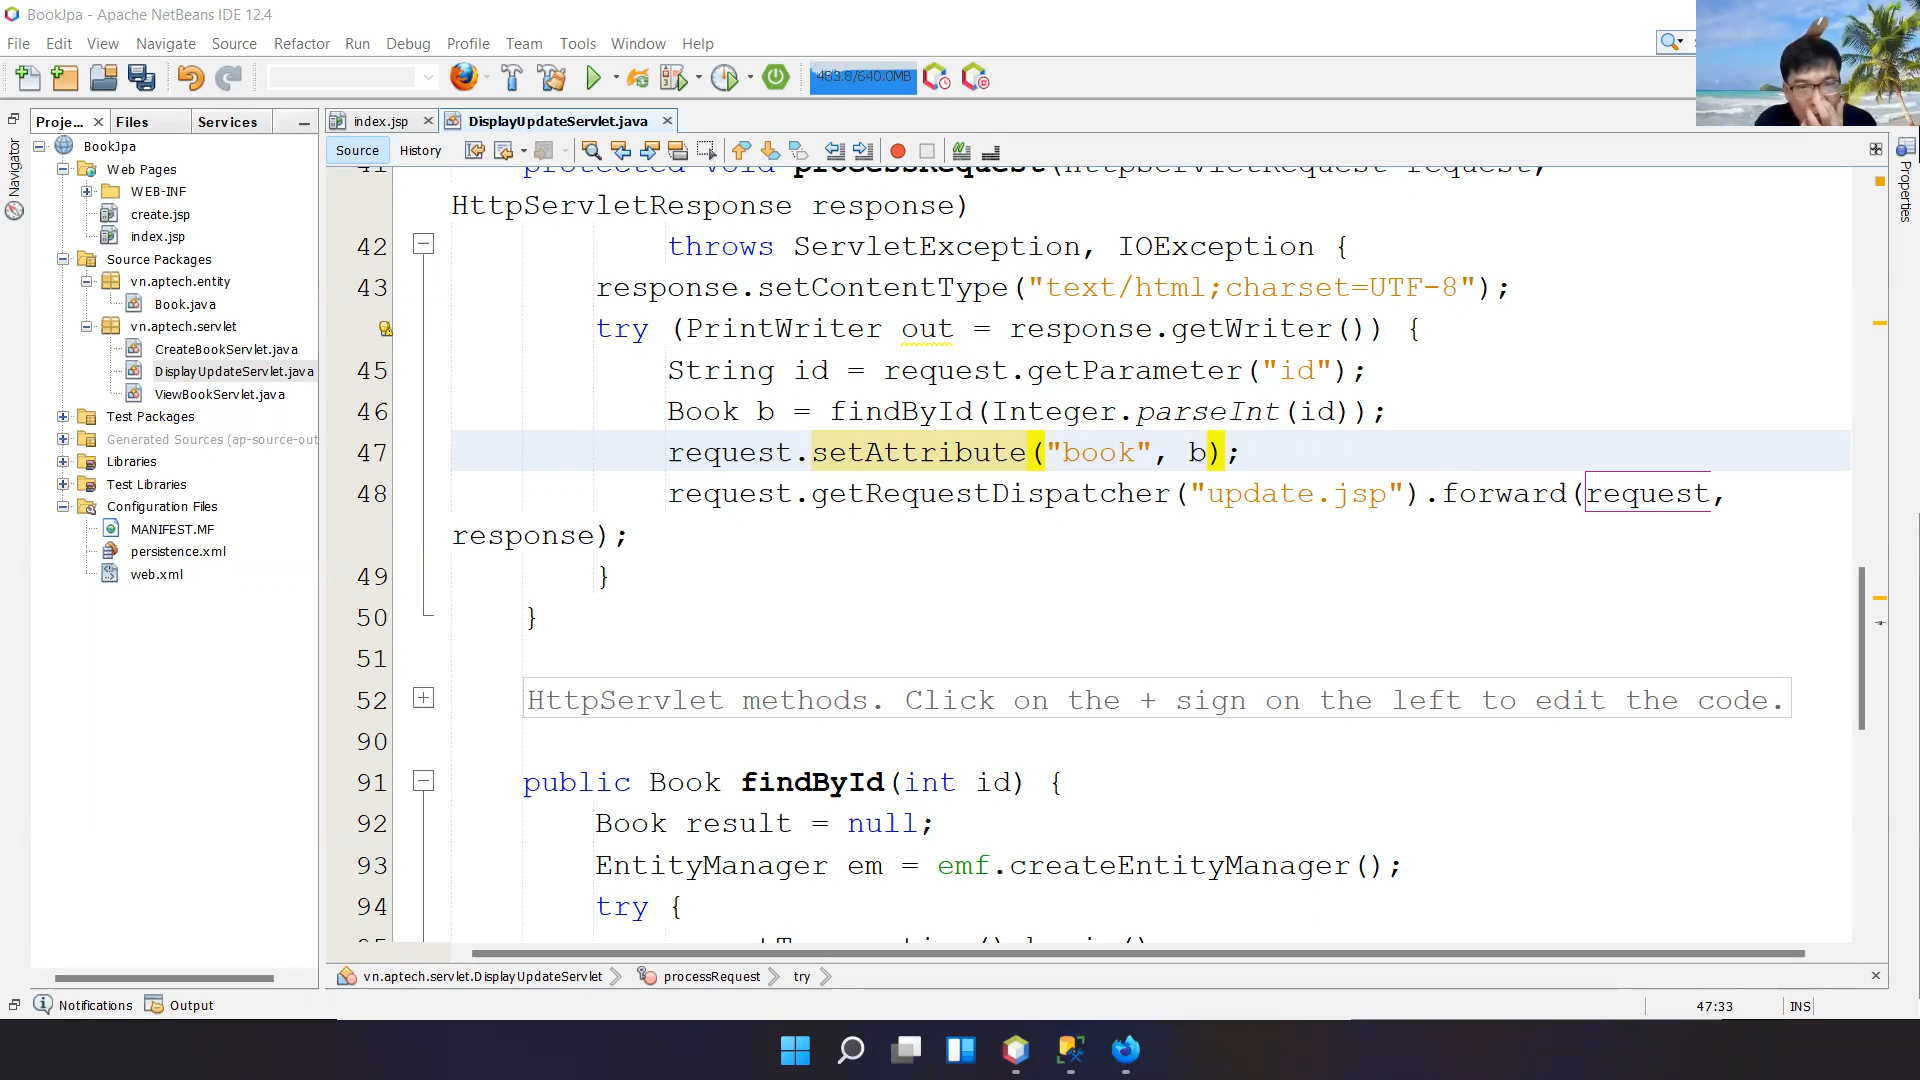 BookJpa - Apache NetBeans IDE 12.4
File Edit View Navigate Source Refactor Run Debug Profile Team Tools Window Help
483.8/640.0MB
Proje... Files Services
index.jsp DisplayUpdateServlet.java
Source History
Navigator
Properties
BookJpa
Web Pages
WEB-INF
create.jsp
index.jsp
Source Packages
vn.aptech.entity
Book.java
vn.aptech.servlet
CreateBookServlet.java
DisplayUpdateServlet.java
ViewBookServlet.java
Test Packages
Generated Sources (ap-source-out
Libraries
Test Libraries
Configuration Files
MANIFEST.MF
persistence.xml
web.xml
41 protected void processRequest(HttpServletRequest request,
HttpServletResponse response)
42 throws ServletException, IOException {
43 response.setContentType("text/html;charset=UTF-8");
try (PrintWriter out = response.getWriter()) {
45 String id = request.getParameter("id");
46 Book b = findById(Integer.parseInt(id));
47 request.setAttribute("book", b);
48 request.getRequestDispatcher("update.jsp").forward(request,
response);
49 }
50 }
51
52 HttpServlet methods. Click on the + sign on the left to edit the code.
90
91 public Book findById(int id) {
92 Book result = null;
93 EntityManager em = emf.createEntityManager();
94 try {
vn.aptech.servlet.DisplayUpdateServlet processRequest try
Notifications Output
47:33 INS